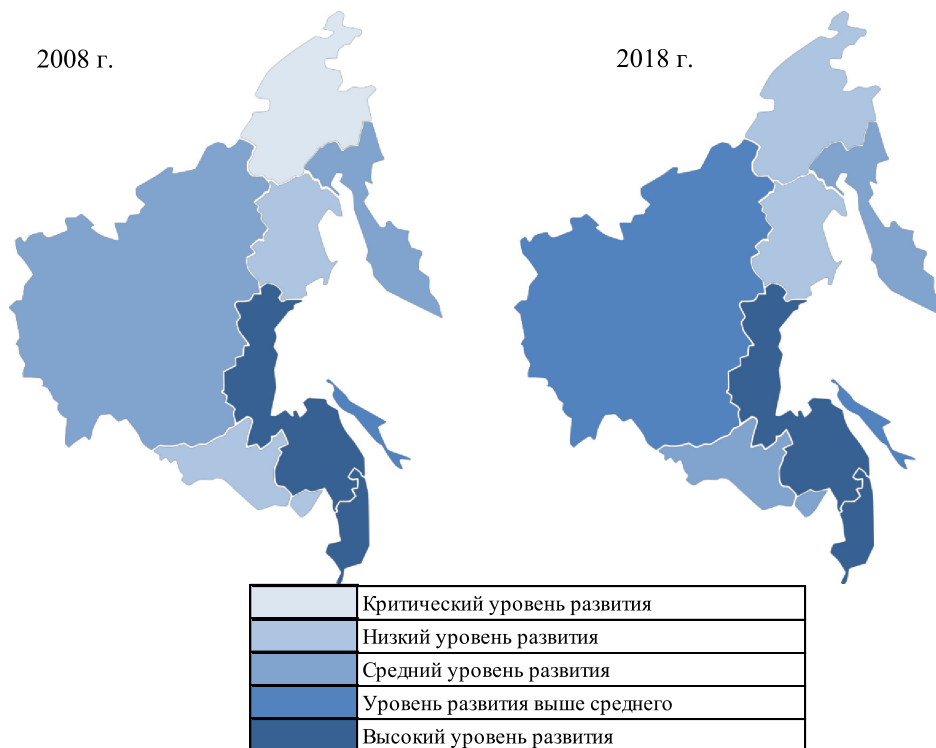 2008 г.
2018 г.
Критический уровень развития
Низкий уровень развития
Средний уровень развития
Уровень развития выше среднего
Высокий уровень развития